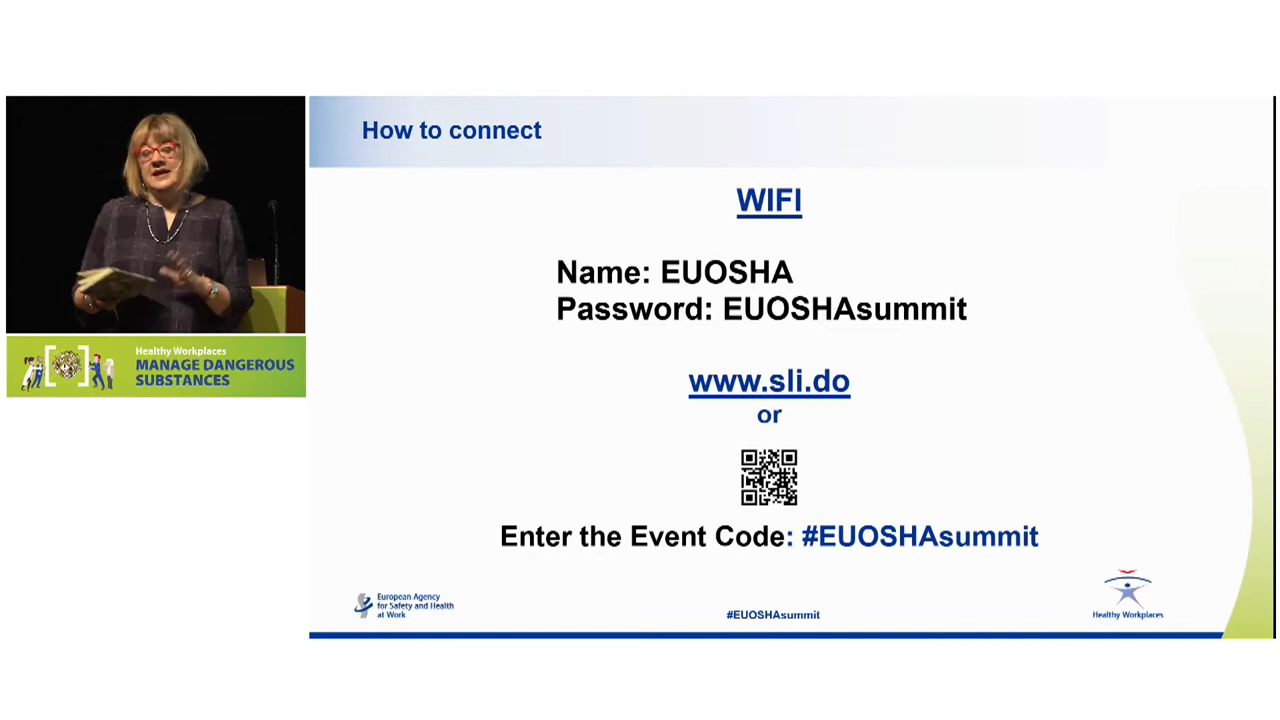 How to connect
WIFI
Name: EUOSHA
Password: EUOSHAsummit
www.sli.do
or
Enter the Event Code: #EUOSHAsummit
Healthy Workplaces
MANAGE DANGEROUS
SUBSTANCES
European Agency
for Safety and Health
at Work
#EUOSHAsummit
Healthy Workplaces